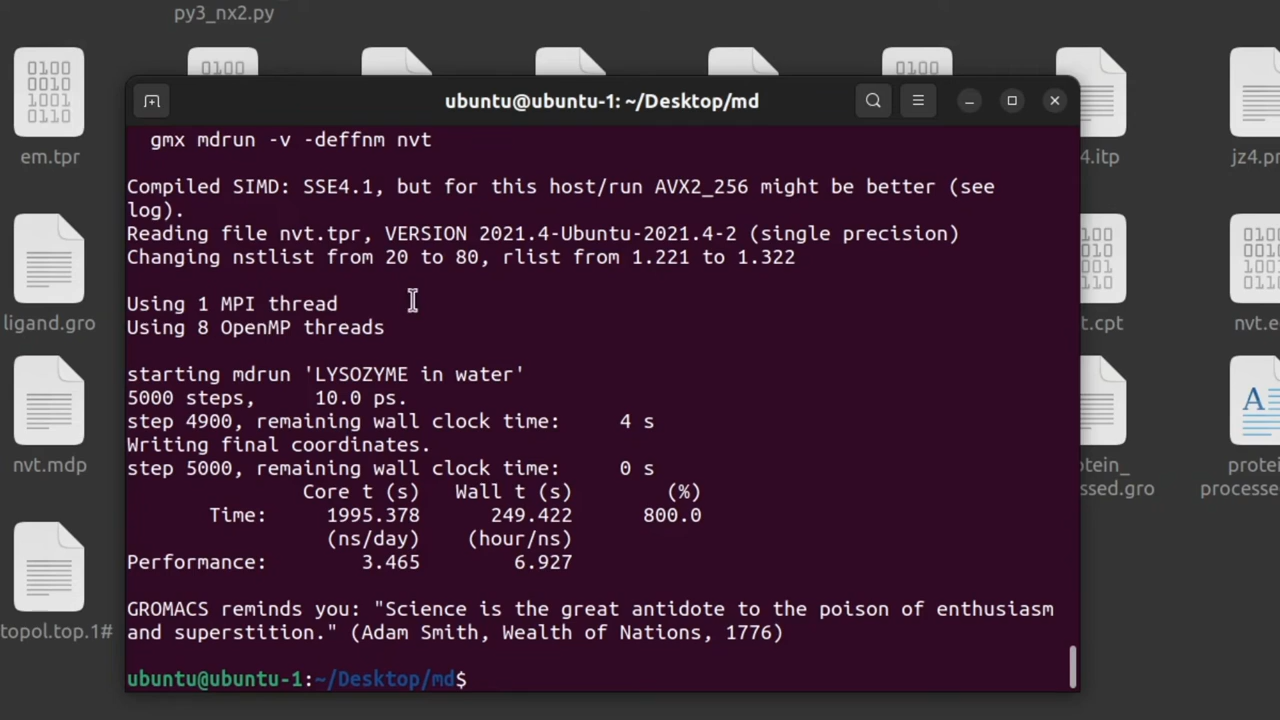 py3_nx2.py
ubuntu@ubuntu-1: ~/Desktop/md
em.tpr
4.itp
jz4.pr
ligand.gro
.cpt
nvt.e
nvt.mdp
tein_
ssed.gro
protei
processe
topol.top.1#
gmx mdrun -v -deffnm nvt
Compiled SIMD: SSE4.1, but for this host/run AVX2_256 might be better (see
log).
Reading file nvt.tpr, VERSION 2021.4-Ubuntu-2021.4-2 (single precision)
Changing nstlist from 20 to 80, rlist from 1.221 to 1.322
Using 1 MPI thread
Using 8 OpenMP threads
starting mdrun 'LYSOZYME in water'
5000 steps,     10.0 ps.
step 4900, remaining wall clock time:     4 s
Writing final coordinates.
step 5000, remaining wall clock time:     0 s
Core t (s)   Wall t (s)        (%)
Time:     1995.378      249.422      800.0
(ns/day)    (hour/ns)
Performance:        3.465        6.927
GROMACS reminds you: "Science is the great antidote to the poison of enthusiasm
and superstition." (Adam Smith, Wealth of Nations, 1776)
ubuntu@ubuntu-1:~/Desktop/md$